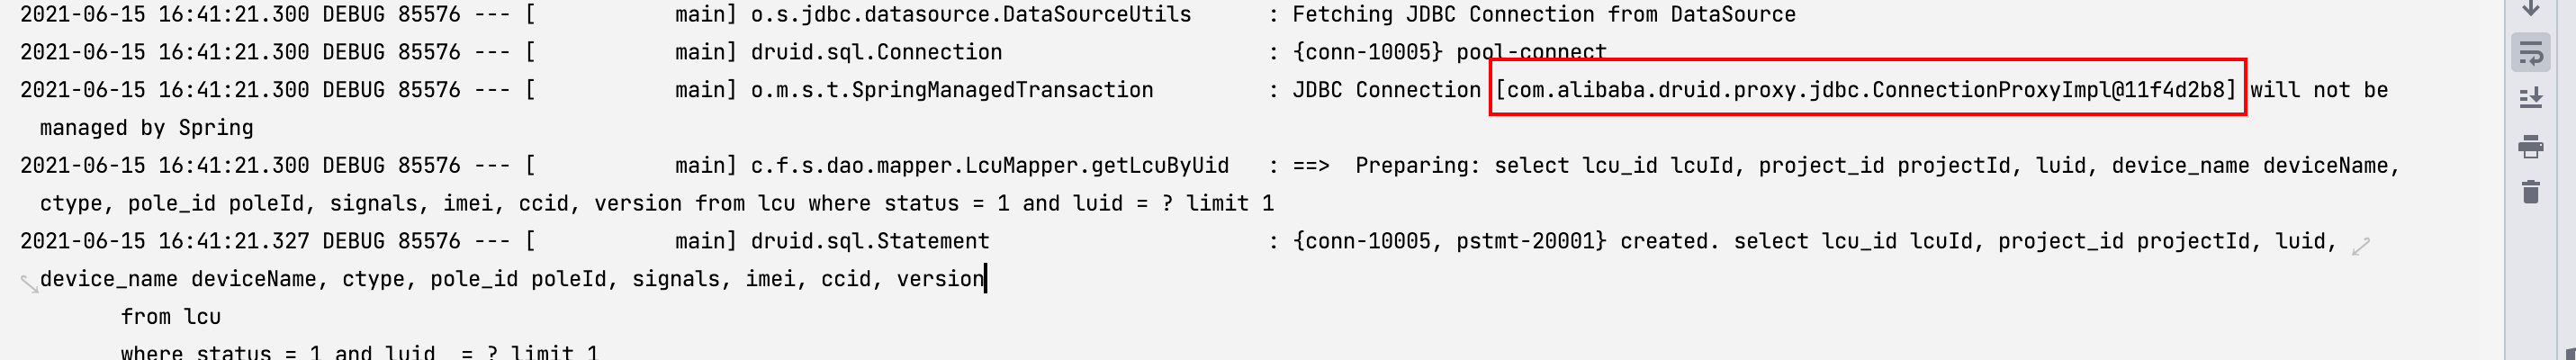 2021-06-15 16:41:21.300 DEBUG 85576 --- [           main] o.s.jdbc.datasource.DataSourceUtils      : Fetching JDBC Connection from DataSource
2021-06-15 16:41:21.300 DEBUG 85576 --- [           main] druid.sql.Connection                     : {conn-10005} pool-connect
2021-06-15 16:41:21.300 DEBUG 85576 --- [           main] o.m.s.t.SpringManagedTransaction         : JDBC Connection [com.alibaba.druid.proxy.jdbc.ConnectionProxyImpl@11f4d2b8] will not be
managed by Spring
2021-06-15 16:41:21.300 DEBUG 85576 --- [           main] c.f.s.dao.mapper.LcuMapper.getLcuByUid   : ==>  Preparing: select lcu_id lcuId, project_id projectId, luid, device_name deviceName,
ctype, pole_id poleId, signals, imei, ccid, version from lcu where status = 1 and luid = ? limit 1
2021-06-15 16:41:21.327 DEBUG 85576 --- [           main] druid.sql.Statement                      : {conn-10005, pstmt-20001} created. select lcu_id lcuId, project_id projectId, luid,
device_name deviceName, ctype, pole_id poleId, signals, imei, ccid, version
from lcu
where status = 1 and luid  = ? limit 1